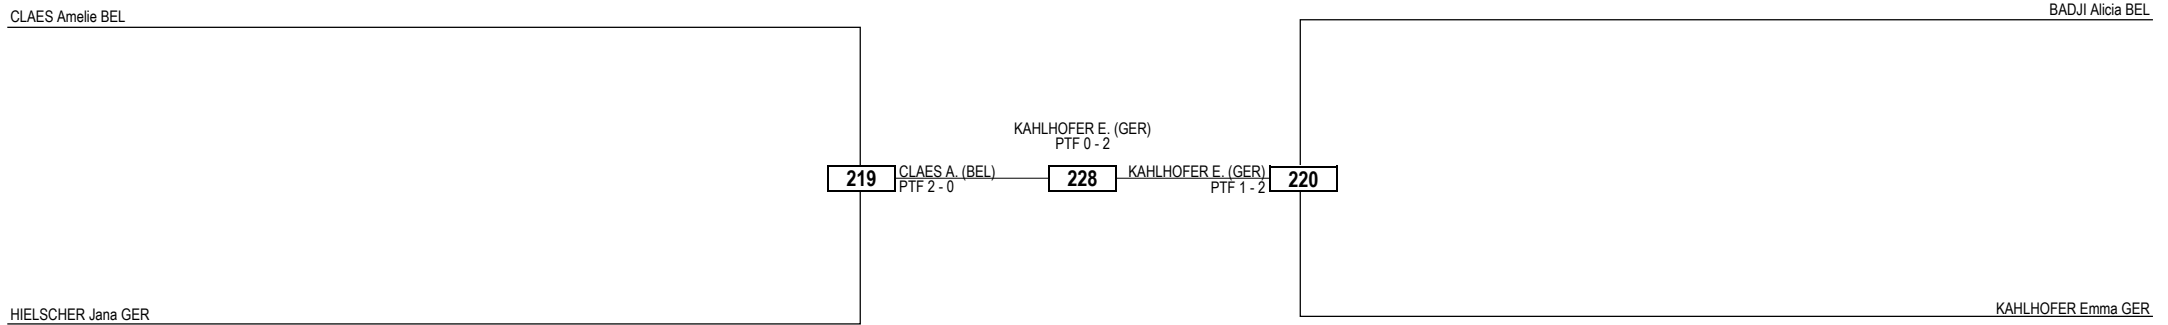 CLAES Amelie BEL
BADJI Alicia BEL
KAHLHOFER E. (GER)
PTF 0 - 2
219
CLAES A. (BEL)
PTF 2 - 0
228
KAHLHOFER E. (GER)
PTF 1 - 2
220
HIELSCHER Jana GER
KAHLHOFER Emma GER